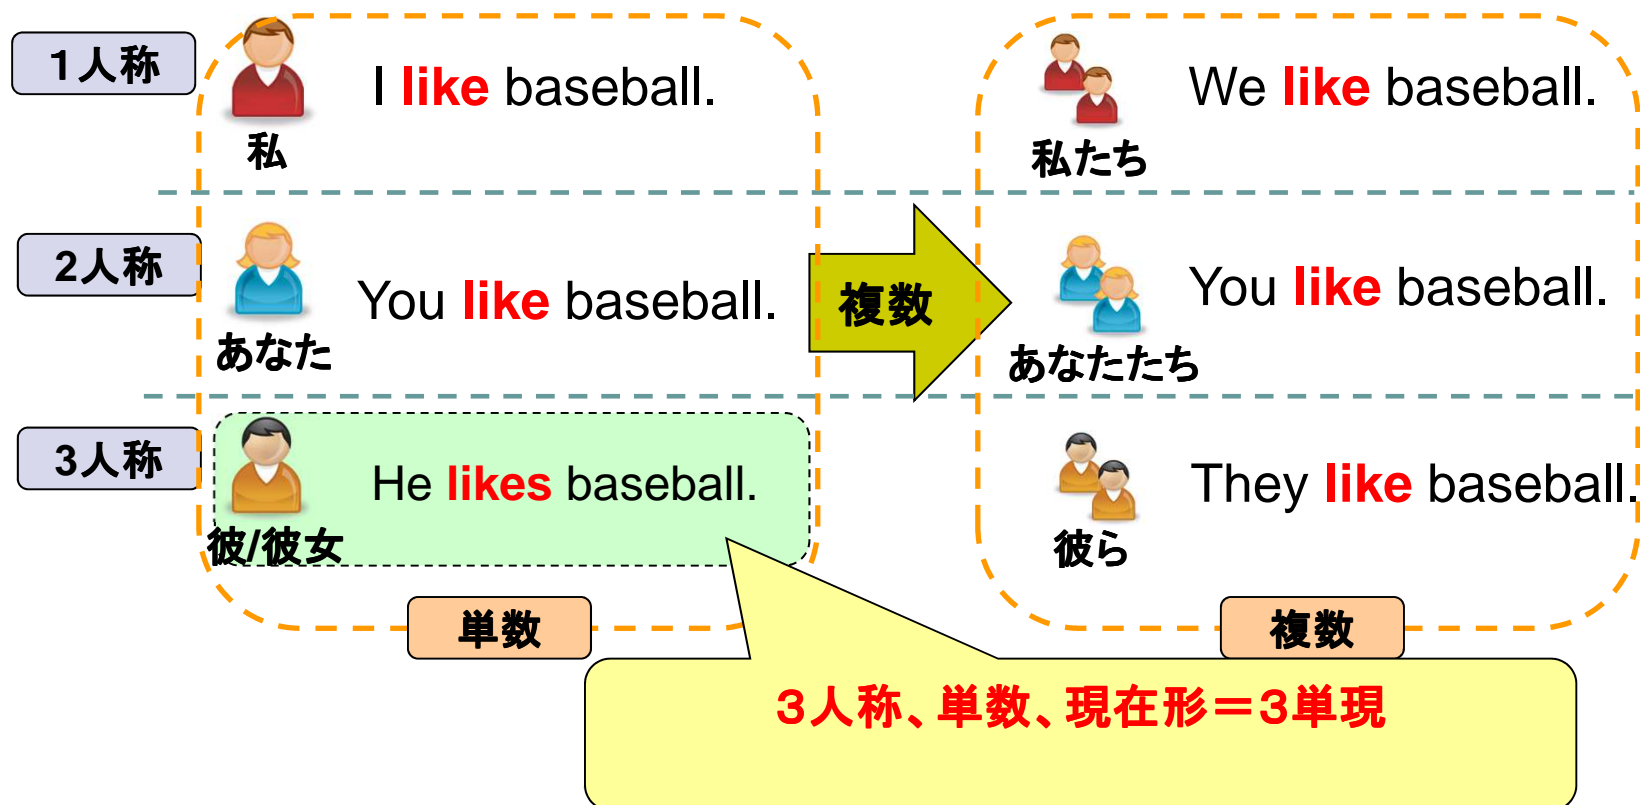 1人称
I like baseball.
私
We like baseball.
私たち
2人称
You like baseball.
あなた
複数
You like baseball.
あなたたち
3人称
He likes baseball.
彼/彼女
They like baseball.
彼ら
単数
複数
3人称、単数、現在形＝3単現